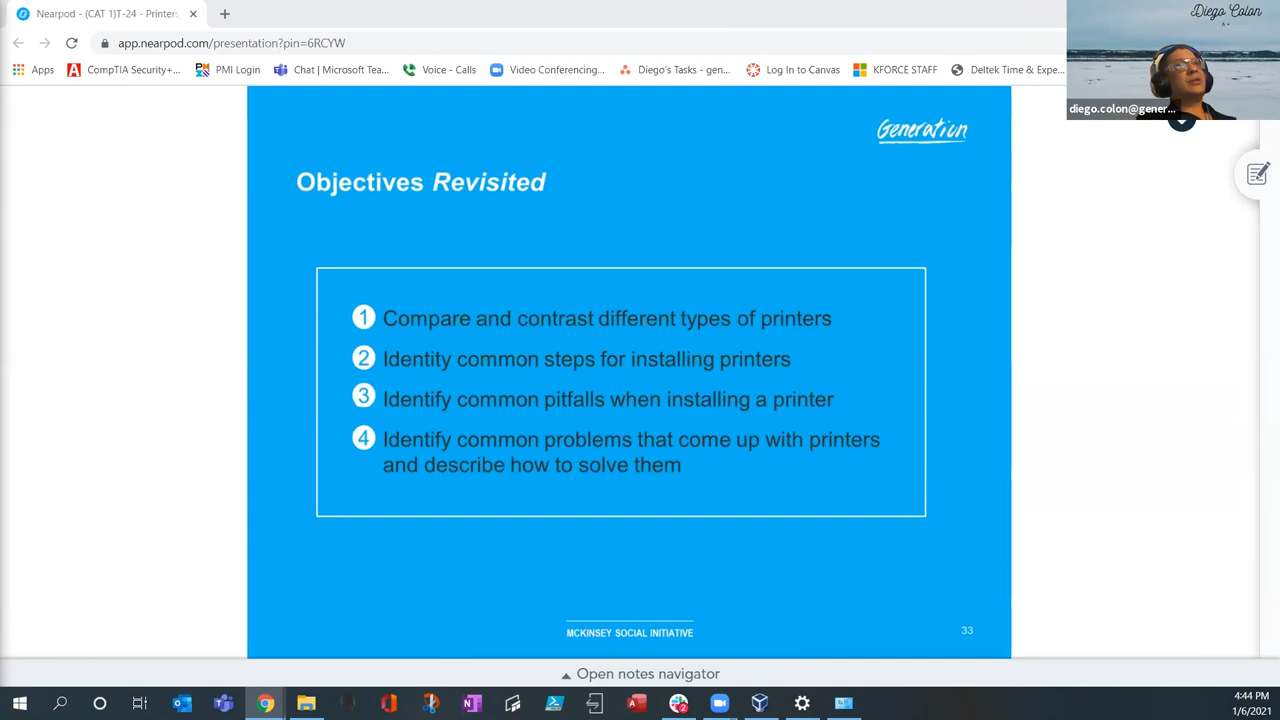 Nearpod - (CAT 1)T-24 - Printers
app.nearpod.com/presentation?pin=6RCYW
Apps CompTIA Security+... PMI Login Chat | Microsoft Voice - Calls Video Conferencing... Diego's Tasks - gen... Log In to Canvas KFORCE STAFF Deltek Time & Expe...
Diego Colon
A+
diego.colon@gener...
Generation
Objectives Revisited
1 Compare and contrast different types of printers
2 Identity common steps for installing printers
3 Identify common pitfalls when installing a printer
4 Identify common problems that come up with printers
and describe how to solve them
MCKINSEY SOCIAL INITIATIVE
33
Open notes navigator
4:44 PM
1/6/2021